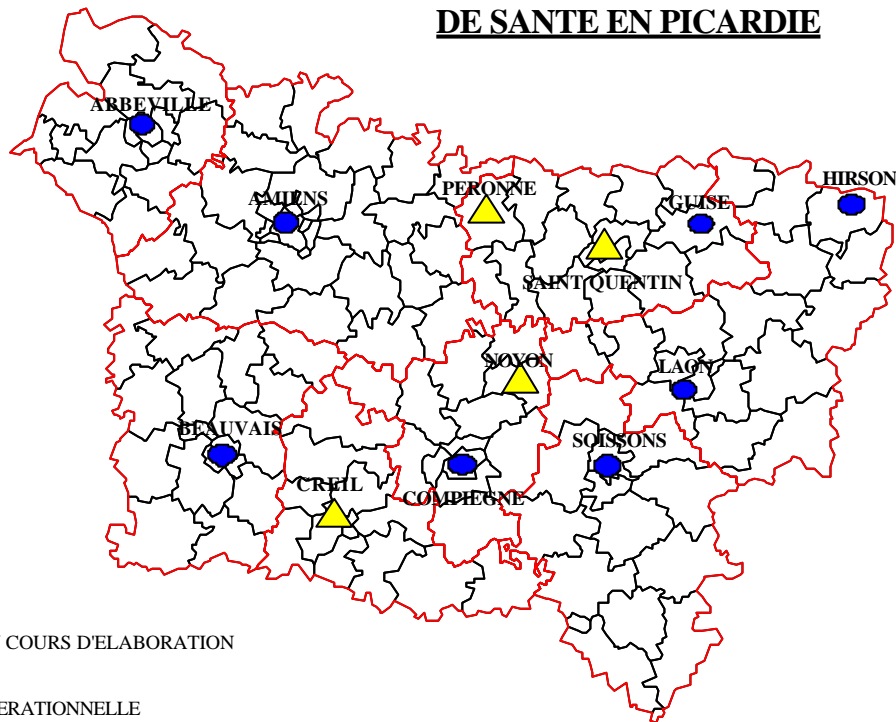 DE SANTE EN PICARDIE
ABBEVILLE
HIRSON
PERONNE
AMIENS
GUISE
SAINT QUENTIN
NOYON
LAON
BEAUVAIS
SOISSONS
CREIL
COMPIEGNE
COURS D'ELABORATION
ERATIONNELLE